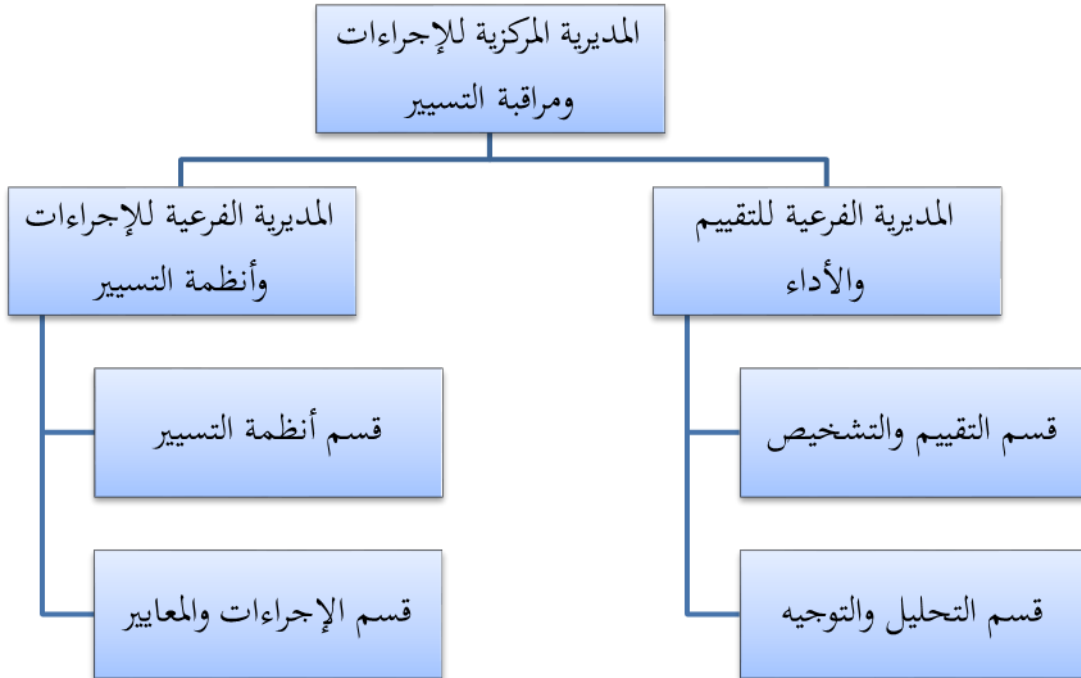 المديرية المركزية للإجراءات
ومراقبة التسيير
المديرية الفرعية للتقييم
والأداء
المديرية الفرعية للإجراءات
وأنظمة التسيير
قسم التقييم والتشخيص
قسم أنظمة التسيير
قسم التحليل والتوجيه
قسم الإجراءات والمعايير